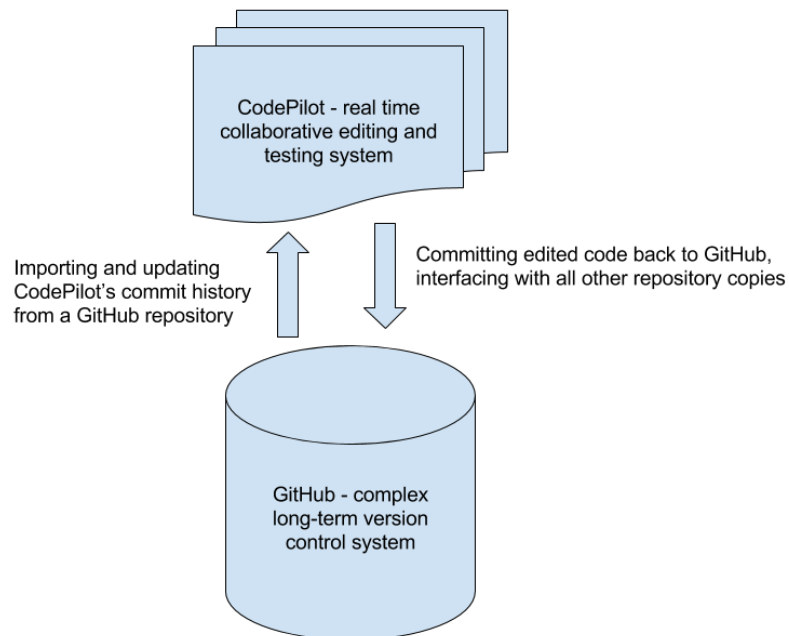 CodePilot - real time
collaborative editing and
testing system
Importing and updating
CodePilot's commit history
from a GitHub repository
Committing edited code back to GitHub,
interfacing with all other repository copies
GitHub - complex
long-term version
control system